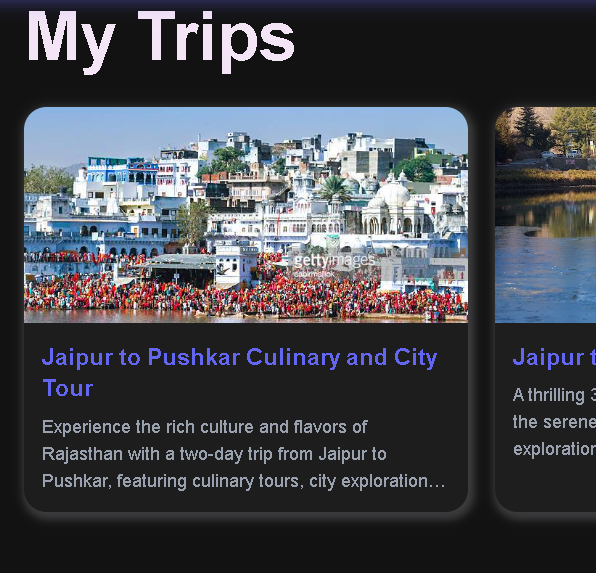 My Trips
gettyimages
Jaipur to Pushkar Culinary and City
Tour
Experience the rich culture and flavors of
Rajasthan with a two-day trip from Jaipur to
Pushkar, featuring culinary tours, city exploration…
Jaipur t
A thrilling 3
the serene
exploration